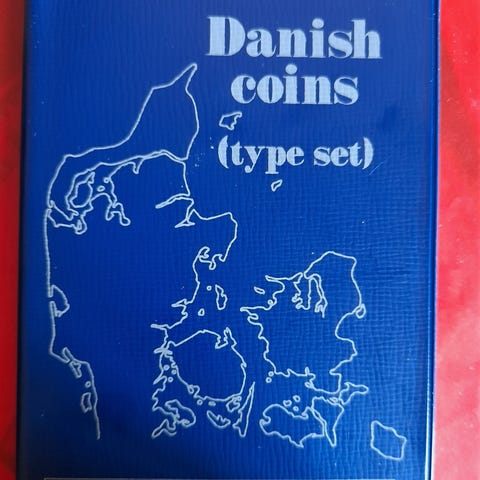 Danish
coins
(type set)